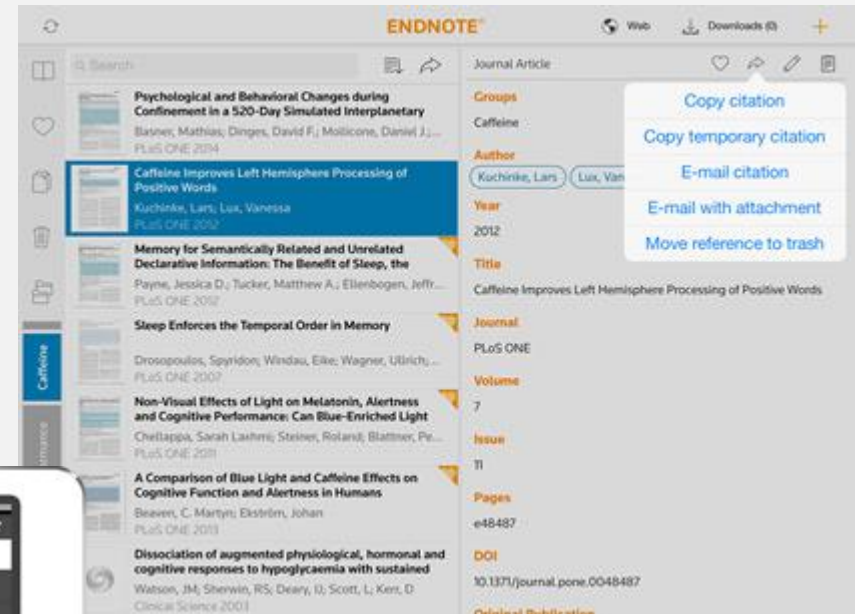 ENDNOTE®
Web
Downloads (0)
Search
Psychological and Behavioral Changes during
Confinement in a 520-Day Simulated Interplanetary
Basner, Mathias; Dinges, David F.; Mollicone, Daniel J.;...
PLoS ONE 2014
Caffeine Improves Left Hemisphere Processing of
Positive Words
Kuchinke, Lars; Lux, Vanessa
PLoS ONE 2012
Memory for Semantically Related and Unrelated
Declarative Information: The Benefit of Sleep, the
Payne, Jessica D.; Tucker, Matthew A.; Ellenbogen, Jeffr...
PLoS ONE 2012
Sleep Enforces the Temporal Order in Memory
Drosopoulos, Spyridon; Windau, Eike; Wagner, Ullrich;...
PLoS ONE 2007
Non-Visual Effects of Light on Melatonin, Alertness
and Cognitive Performance: Can Blue-Enriched Light
Chellappa, Sarah Laxhmi; Steiner, Roland; Blattner, Pe...
PLoS ONE 2011
A Comparison of Blue Light and Caffeine Effects on
Cognitive Function and Alertness in Humans
Beaven, C. Martyn; Ekström, Johan
PLoS ONE 2013
Dissociation of augmented physiological, hormonal and
cognitive responses to hypoglycaemia with sustained
Watson, JM; Sherwin, RS; Deary, IJ; Scott, L; Kerr, D
Clinical Science 2003
Caffeine
Journal Article
Groups
Caffeine
Author
Kuchinke, Lars
Lux, Van
Year
2012
Title
Caffeine Improves Left Hemisphere Processing of Positive Words
Journal
PLoS ONE
Volume
7
Issue
11
Pages
e48487
DOI
10.1371/journal.pone.0048487
Original Publication
Copy citation
Copy temporary citation
E-mail citation
E-mail with attachment
Move reference to trash